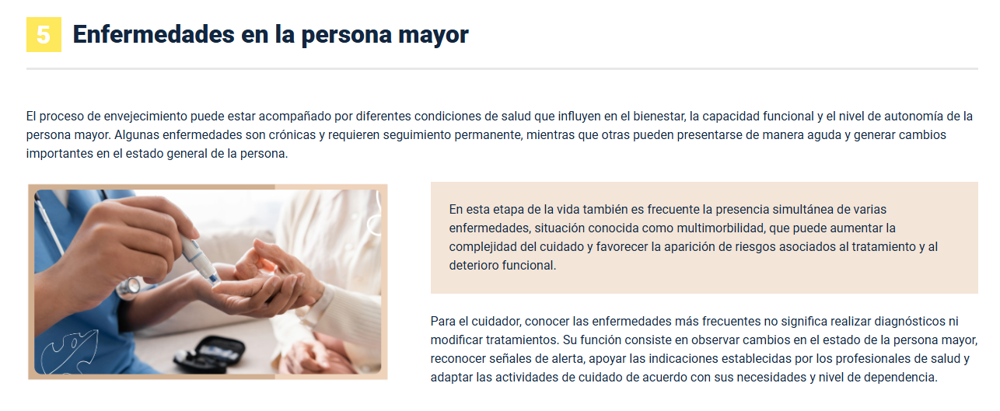 5 Enfermedades en la persona mayor
El proceso de envejecimiento puede estar acompañado por diferentes condiciones de salud que influyen en el bienestar, la capacidad funcional y el nivel de autonomía de la
persona mayor. Algunas enfermedades son crónicas y requieren seguimiento permanente, mientras que otras pueden presentarse de manera aguda y generar cambios
importantes en el estado general de la persona.
En esta etapa de la vida también es frecuente la presencia simultánea de varias
enfermedades, situación conocida como multimorbilidad, que puede aumentar la
complejidad del cuidado y favorecer la aparición de riesgos asociados al tratamiento y al
deterioro funcional.
Para el cuidador, conocer las enfermedades más frecuentes no significa realizar diagnósticos ni
modificar tratamientos. Su función consiste en observar cambios en el estado de la persona mayor,
reconocer señales de alerta, apoyar las indicaciones establecidas por los profesionales de salud y
adaptar las actividades de cuidado de acuerdo con sus necesidades y nivel de dependencia.